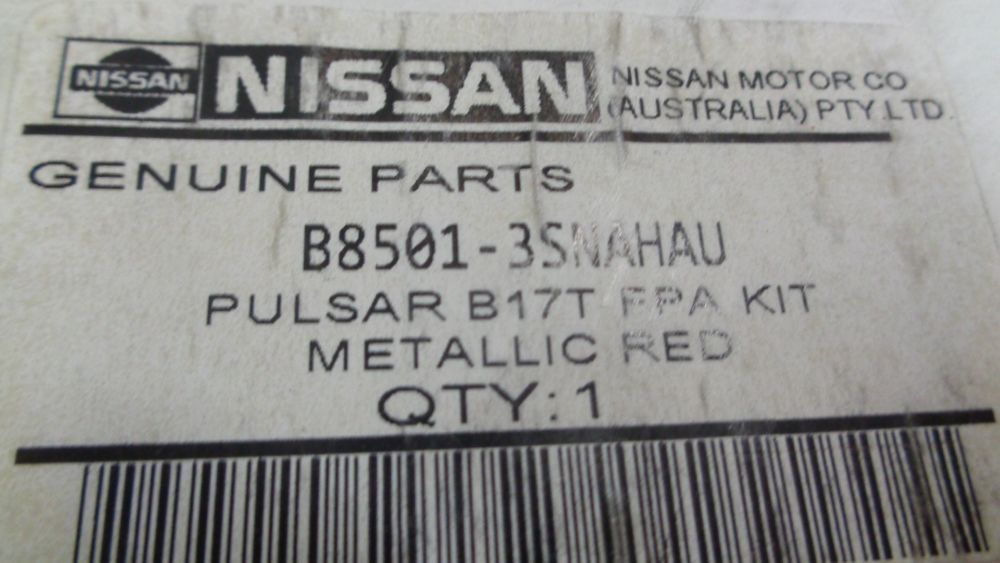 NISSAN NISSAN NISSAN MOTOR CO
(AUSTRALIA) PTY.LTD.
GENUINE PARTS
B8501-3SNAHAU
PULSAR B17T FPA KIT
METALLIC RED
QTY:1